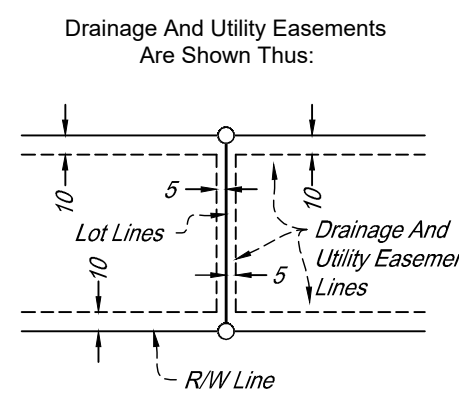 Drainage And Utility Easements
Are Shown Thus:
10
5
10
Lot Lines
Drainage And
Utility Easemer
Lines
10
5
R/W Line